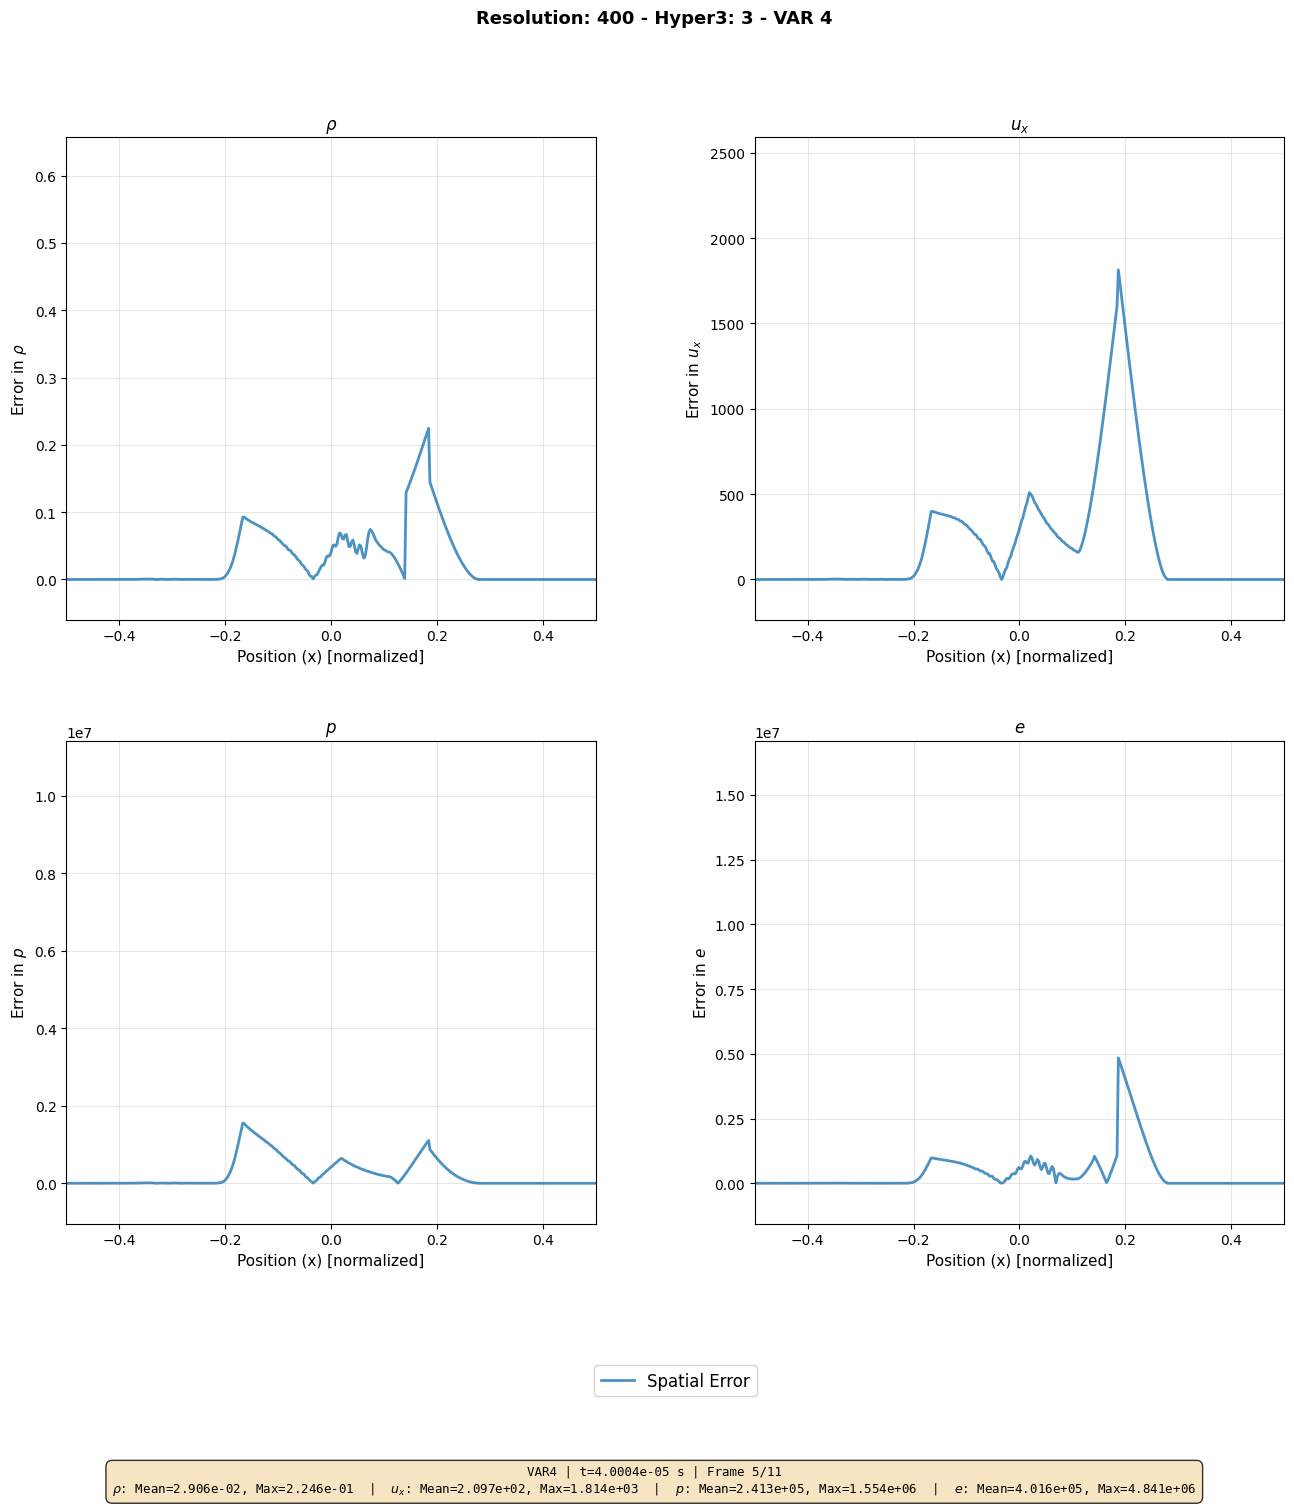 Resolution: 400 - Hyper3: 3 - VAR 4
ρ
0.6
0.5
0.4
0.3
0.2
0.1
0.0
Error in ρ
−0.4 −0.2 0.0 0.2 0.4
Position (x) [normalized]
u_x
2500
2000
1500
1000
500
0
Error in u_x
−0.4 −0.2 0.0 0.2 0.4
Position (x) [normalized]
p
1e7
1.0
0.8
0.6
0.4
0.2
0.0
Error in p
−0.4 −0.2 0.0 0.2 0.4
Position (x) [normalized]
e
1e7
1.50
1.25
1.00
0.75
0.50
0.25
0.00
Error in e
−0.4 −0.2 0.0 0.2 0.4
Position (x) [normalized]
Spatial Error
VAR4 | t=4.0004e-05 s | Frame 5/11
ρ: Mean=2.906e-02, Max=2.246e-01 | u_x: Mean=2.097e+02, Max=1.814e+03 | p: Mean=2.413e+05, Max=1.554e+06 | e: Mean=4.016e+05, Max=4.841e+06